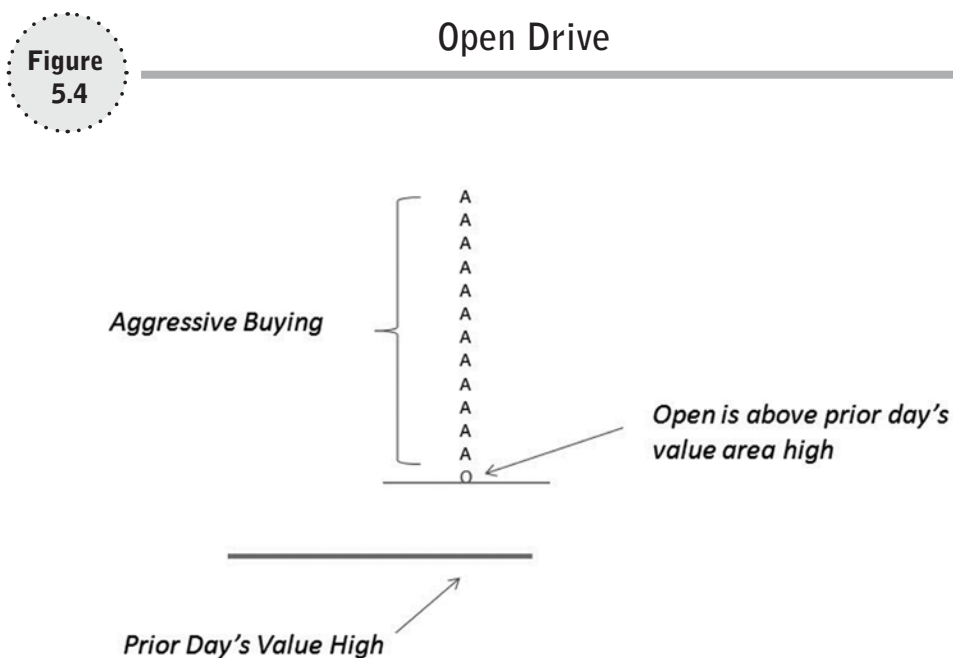 Figure
5.4
Open Drive
A
A
A
A
A
A
A
A
A
A
A
A
O
Aggressive Buying
Open is above prior day's
value area high
Prior Day's Value High